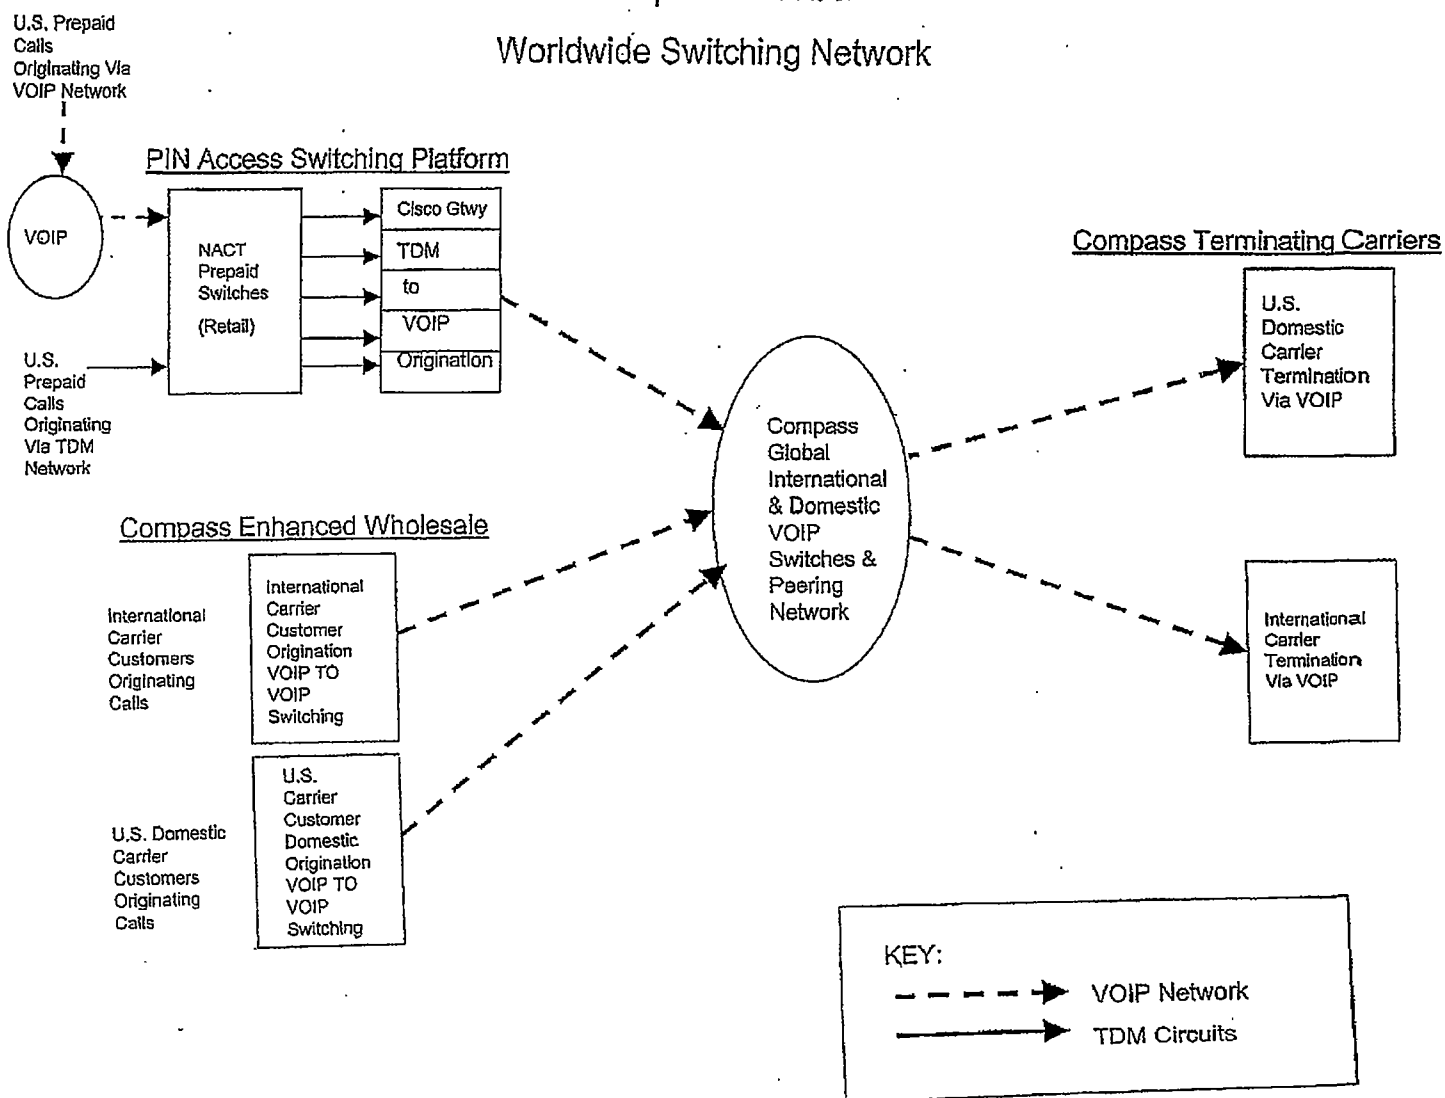 Worldwide Switching Network
U.S. Prepaid
Calls
Originating Via
VOIP Network
PIN Access Switching Platform
VOIP
NACT
Prepaid
Switches
(Retail)
Cisco Gtwy
TDM
to
VOIP
Origination
U.S.
Prepaid
Calls
Originating
Via TDM
Network
Compass Terminating Carriers
U.S.
Domestic
Carrier
Termination
Via VOIP
Compass
Global
International
& Domestic
VOIP
Switches &
Peering
Network
Compass Enhanced Wholesale
International
Carrier
Customers
Originating
Calls
International
Carrier
Customer
Origination
VOIP TO
VOIP
Switching
International
Carrier
Termination
Via VOIP
U.S. Domestic
Carrier
Customers
Originating
Calls
U.S.
Carrier
Customer
Domestic
Origination
VOIP TO
VOIP
Switching
KEY:
VOIP Network
TDM Circuits